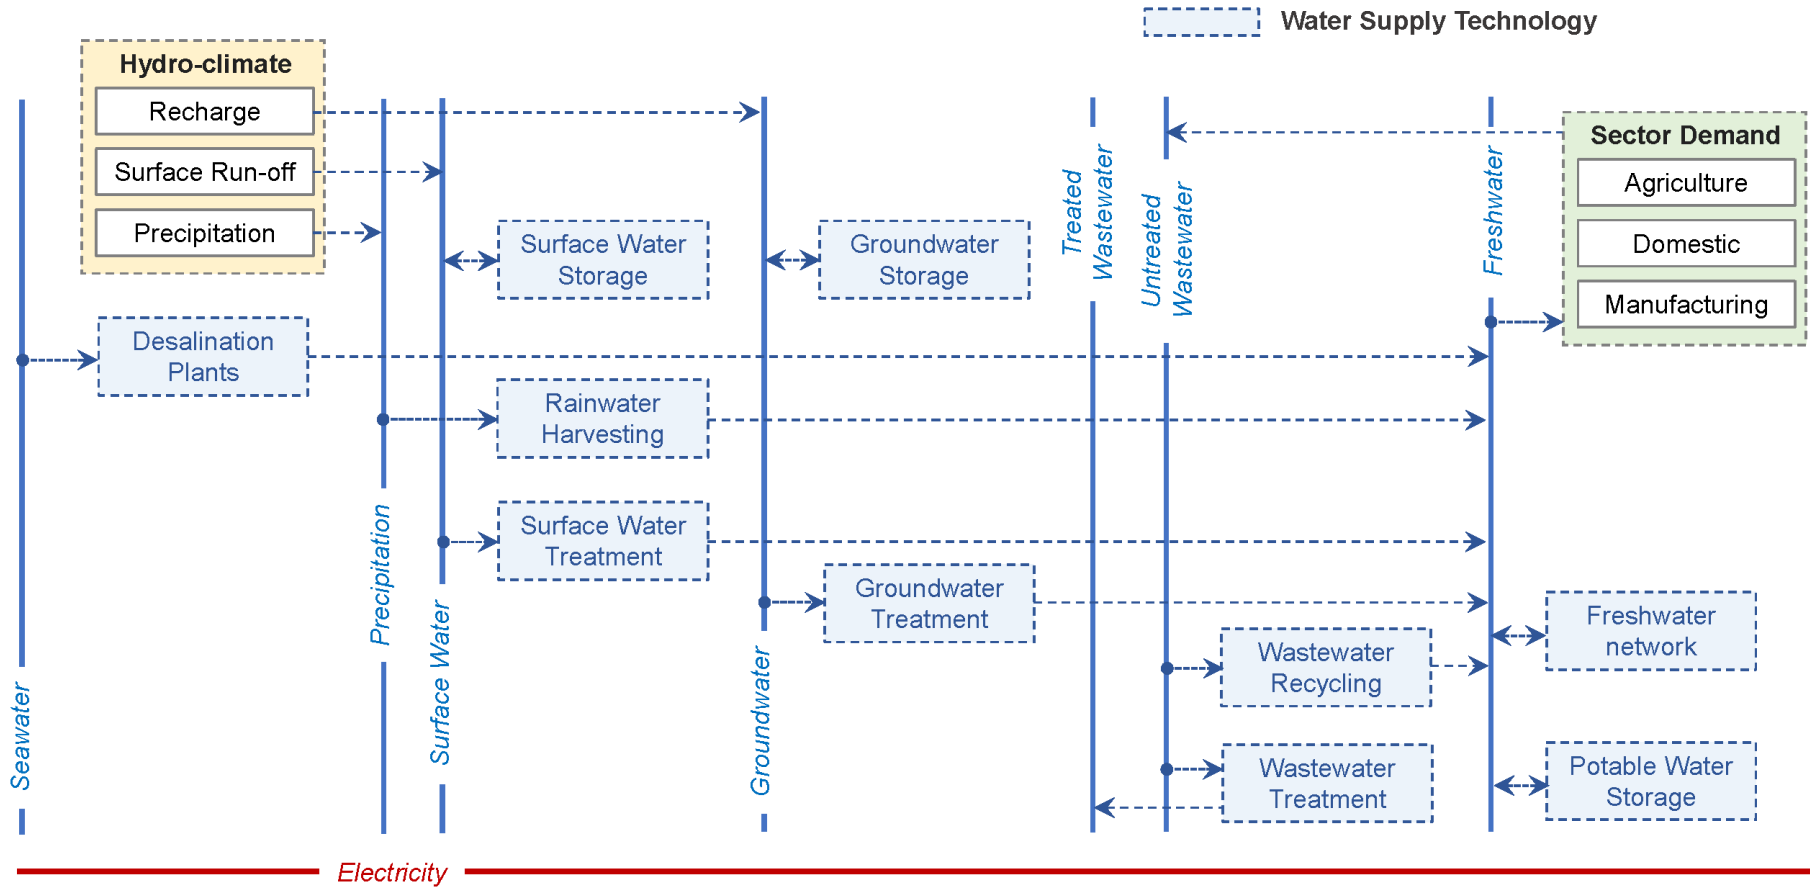 Water Supply Technology
Hydro-climate
Recharge
Surface Run-off
Precipitation
Sector Demand
Agriculture
Domestic
Manufacturing
Treated
Wastewater
Untreated
Wastewater
Freshwater
Surface Water
Storage
Groundwater
Storage
Desalination
Plants
Rainwater
Harvesting
Surface Water
Treatment
Groundwater
Treatment
Freshwater
network
Wastewater
Recycling
Potable Water
Storage
Wastewater
Treatment
Seawater
Precipitation
Surface Water
Groundwater
Electricity